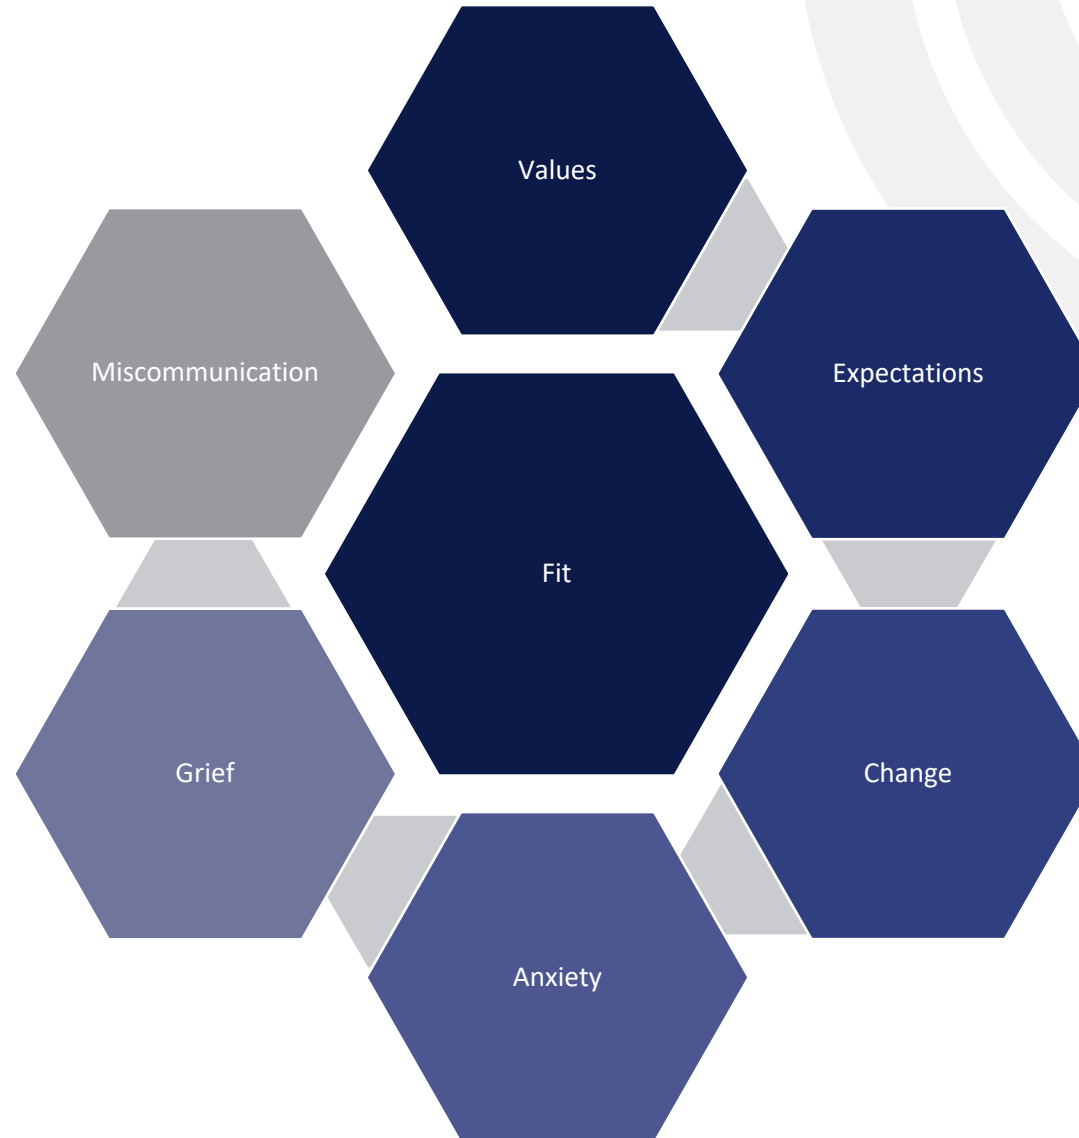 Values
Expectations
Change
Anxiety
Grief
Miscommunication
Fit